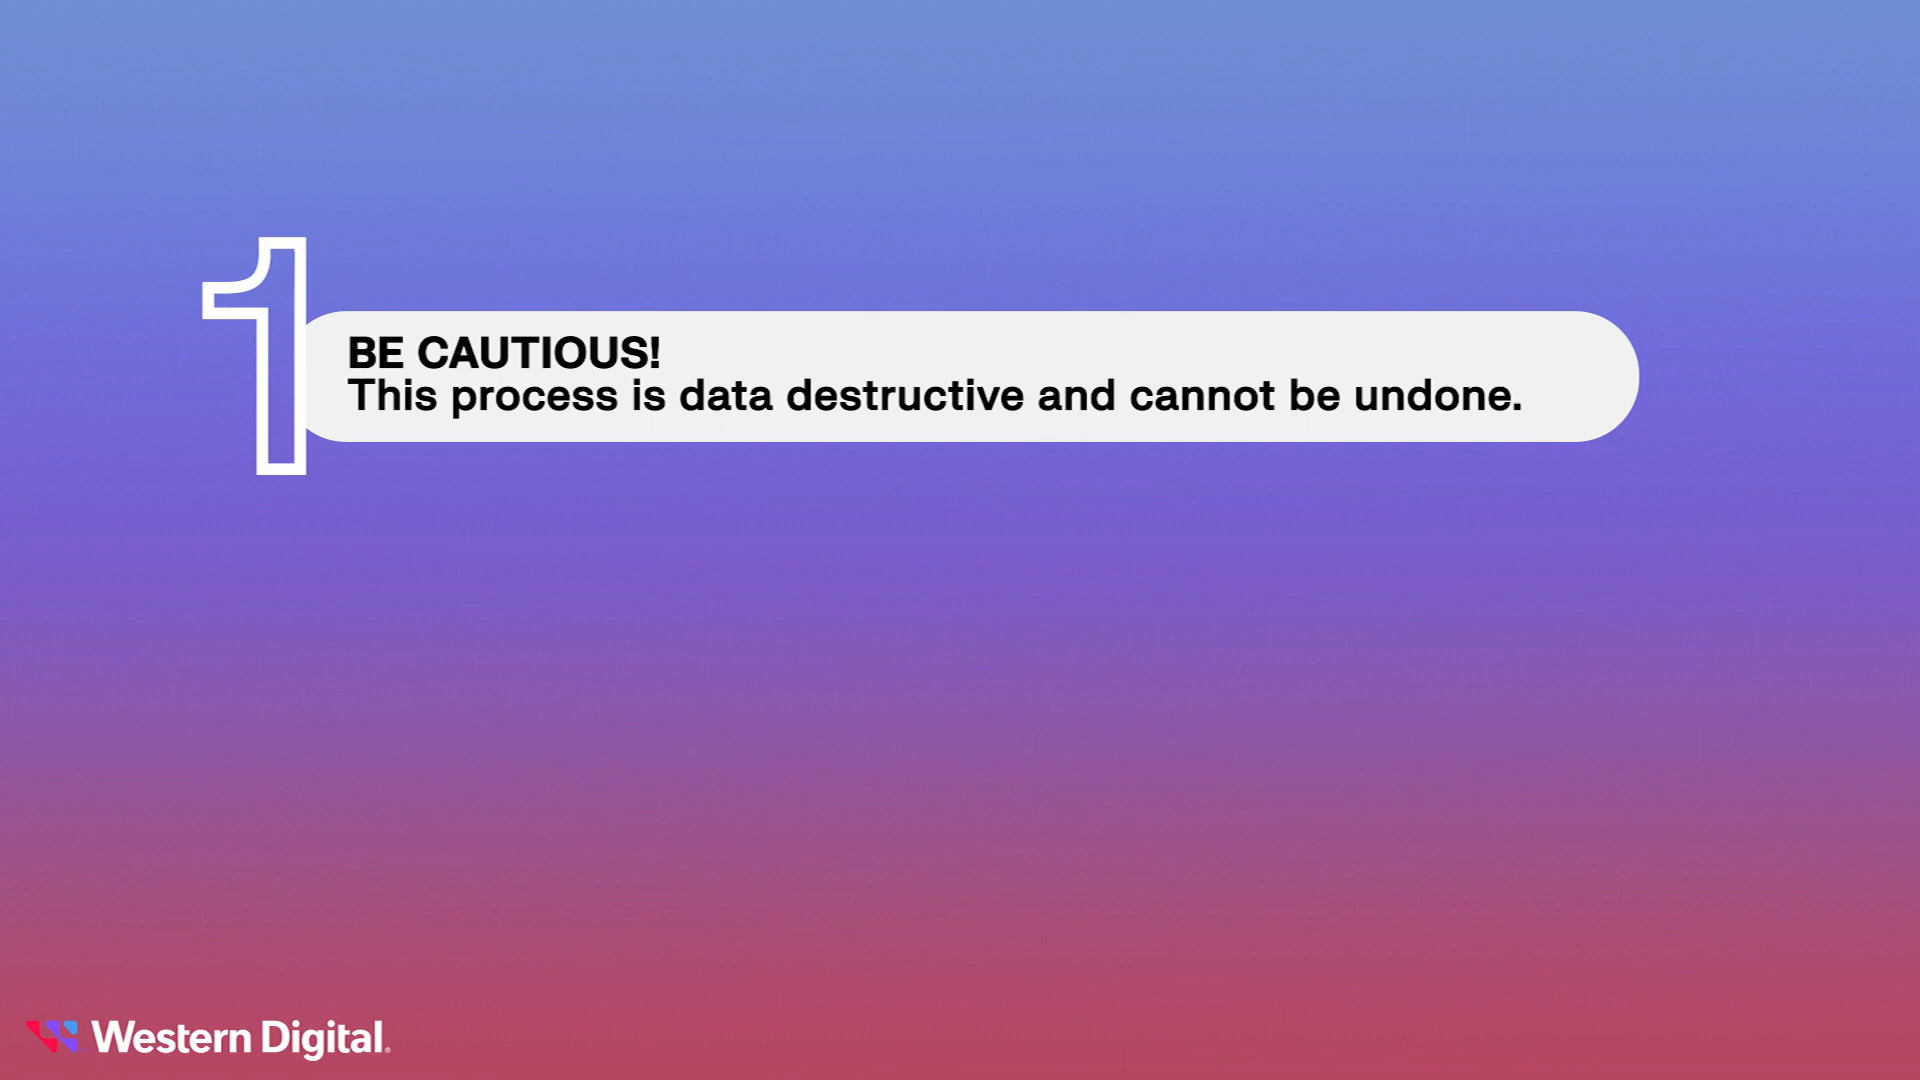 1
BE CAUTIOUS!
This process is data destructive and cannot be undone.
Western Digital®